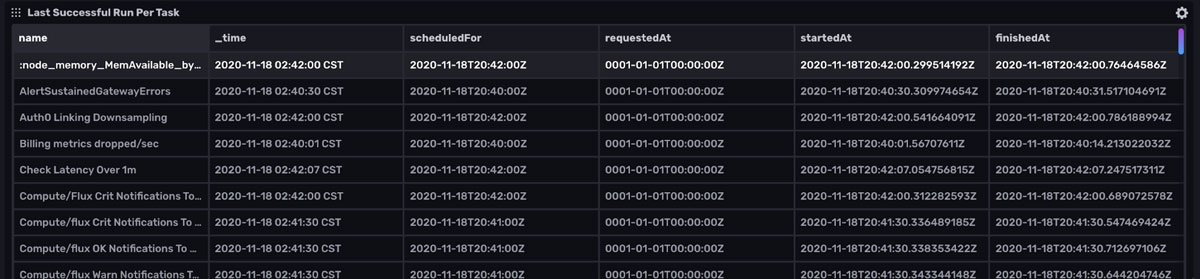 Last Successful Run Per Task
name _time scheduledFor requestedAt startedAt finishedAt
:node_memory_MemAvailable_by... 2020-11-18 02:42:00 CST 2020-11-18T20:42:00Z 0001-01-01T00:00:00Z 2020-11-18T20:42:00.299514192Z 2020-11-18T20:42:00.76464586Z
AlertSustainedGatewayErrors 2020-11-18 02:40:30 CST 2020-11-18T20:40:00Z 0001-01-01T00:00:00Z 2020-11-18T20:40:30.309974654Z 2020-11-18T20:40:31.517104691Z
Auth0 Linking Downsampling 2020-11-18 02:42:00 CST 2020-11-18T20:42:00Z 0001-01-01T00:00:00Z 2020-11-18T20:42:00.541664091Z 2020-11-18T20:42:00.786188994Z
Billing metrics dropped/sec 2020-11-18 02:40:01 CST 2020-11-18T20:40:00Z 0001-01-01T00:00:00Z 2020-11-18T20:40:01.56707611Z 2020-11-18T20:40:14.213022032Z
Check Latency Over 1m 2020-11-18 02:42:07 CST 2020-11-18T20:42:00Z 0001-01-01T00:00:00Z 2020-11-18T20:42:07.054756815Z 2020-11-18T20:42:07.247517311Z
Compute/Flux Crit Notifications To... 2020-11-18 02:42:00 CST 2020-11-18T20:42:00Z 0001-01-01T00:00:00Z 2020-11-18T20:42:00.312282593Z 2020-11-18T20:42:00.689072578Z
Compute/flux Crit Notifications To ... 2020-11-18 02:41:30 CST 2020-11-18T20:41:00Z 0001-01-01T00:00:00Z 2020-11-18T20:41:30.336489185Z 2020-11-18T20:41:30.547469424Z
Compute/flux OK Notifications To ... 2020-11-18 02:41:30 CST 2020-11-18T20:41:00Z 0001-01-01T00:00:00Z 2020-11-18T20:41:30.338353422Z 2020-11-18T20:41:30.712697106Z
Compute/flux Warn Notifications T... 2020-11-18 02:41:30 CST 2020-11-18T20:41:00Z 0001-01-01T00:00:00Z 2020-11-18T20:41:30.343344148Z 2020-11-18T20:41:30.644204746Z